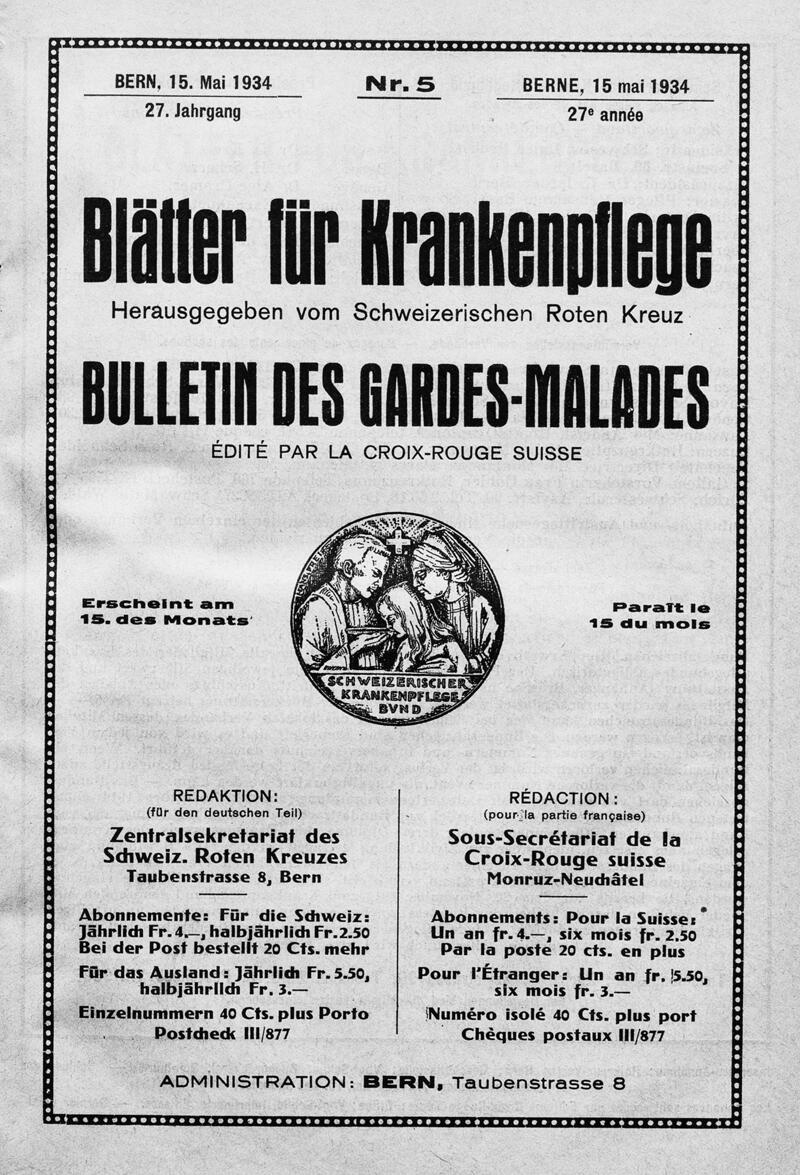 BERN, 15. Mai 1934
27. Jahrgang
Nr. 5
BERNE, 15 mai 1934
27e année
Blätter für Krankenpflege
Herausgegeben vom Schweizerischen Roten Kreuz
BULLETIN DES GARDES-MALADES
ÉDITÉ PAR LA CROIX-ROUGE SUISSE
Erscheint am
15. des Monats
SCHWEIZERISCHER
KRANKENPFLEGE
BVND
Paraît le
15 du mois
REDAKTION:
(für den deutschen Teil)
Zentralsekretariat des
Schweiz. Roten Kreuzes
Taubenstrasse 8, Bern
Abonnemente: Für die Schweiz:
Jährlich Fr. 4.—, halbjährlich Fr. 2.50
Bei der Post bestellt 20 Cts. mehr
Für das Ausland: Jährlich Fr. 5.50,
halbjährlich Fr. 3.—
Einzelnummern 40 Cts. plus Porto
Postcheck III/877
RÉDACTION:
(pour la partie française)
Sous-Secrétariat de la
Croix-Rouge suisse
Monruz-Neuchâtel
Abonnements: Pour la Suisse:
Un an fr. 4.—, six mois fr. 2.50
Par la poste 20 cts. en plus
Pour l'Étranger: Un an fr. 5.50,
six mois fr. 3.—
Numéro isolé 40 Cts. plus port
Chèques postaux III/877
ADMINISTRATION: BERN, Taubenstrasse 8